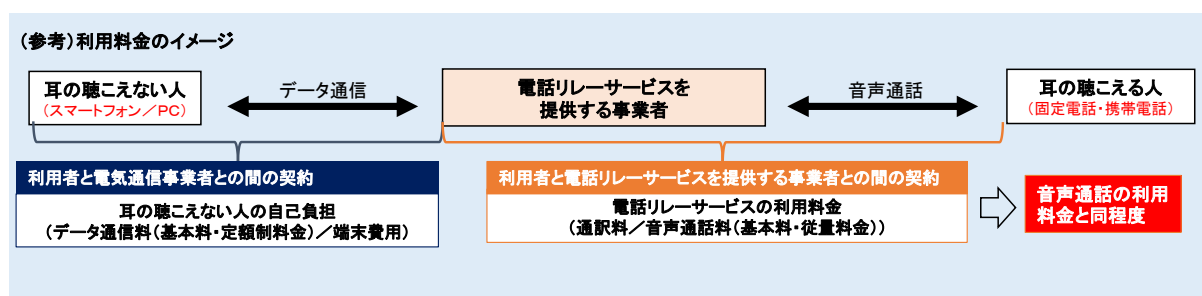 （参考）利用料金のイメージ
耳の聴こえない人
（スマートフォン／PC）
データ通信
電話リレーサービスを
提供する事業者
音声通話
耳の聴こえる人
（固定電話・携帯電話）
利用者と電気通信事業者との間の契約
耳の聴こえない人の自己負担
（データ通信料（基本料・定額制料金）／端末費用）
利用者と電話リレーサービスを提供する事業者との間の契約
電話リレーサービスの利用料金
（通訳料／音声通話料（基本料・従量料金））
音声通話の利用
料金と同程度